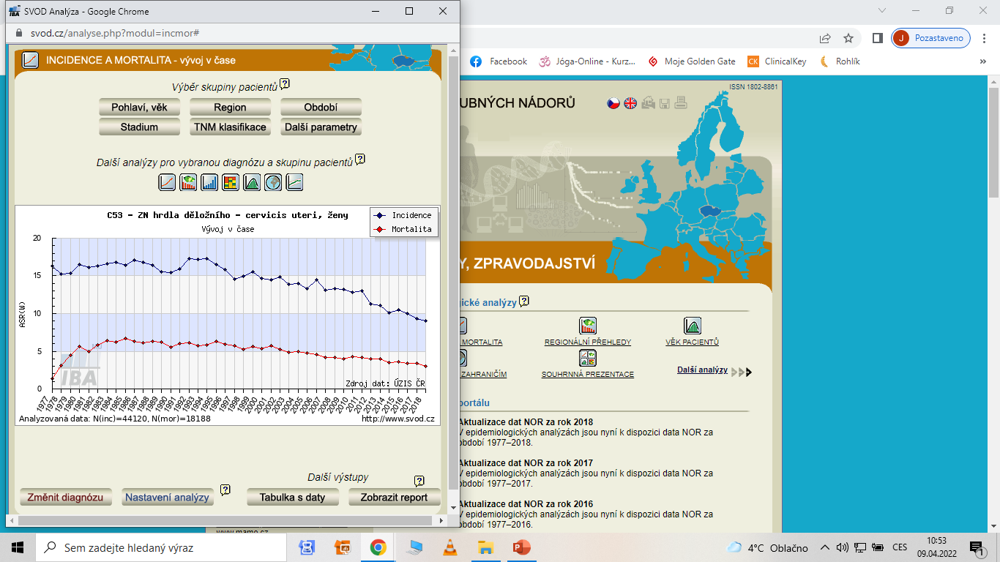 SVOD Analýza - Google Chrome
svod.cz/analyse.php?modul=incmor#
INCIDENCE A MORTALITA - vývoj v čase
Výběr skupiny pacientů ?
Pohlaví, věk
Region
Období
Stadium
TNM klasifikace
Další parametry
Další analýzy pro vybranou diagnózu a skupinu pacientů ?
C53 - ZN hrdla děložního - cervicis uteri, ženy
Vývoj v čase
Incidence
Mortalita
ASR(W)
20
15
10
5
0
IBA
Zdroj dat: ÚZIS ČR
1977 1978 1979 1980 1981 1982 1983 1984 1985 1986 1987 1988 1989 1990 1991 1992 1993 1994 1995 1996 1997 1998 1999 2000 2001 2002 2003 2004 2005 2006 2007 2008 2009 2010 2011 2012 2013 2014 2015 2016 2017 2018
Analyzovaná data: N(inc)=44120, N(mor)=18188
http://www.svod.cz
Další výstupy ?
Změnit diagnózu
Nastavení analýzy ?
Tabulka s daty
Zobrazit report
J Pozastaveno
Facebook
Jóga-Online - Kurz...
Moje Golden Gate
CK ClinicalKey
Rohlík
»
ISSN 1802-8861
UBNÝCH NÁDORŮ
Y, ZPRAVODAJSTVÍ
gické analýzy ?
MORTALITA
REGIONÁLNÍ PŘEHLEDY
VĚK PACIENTŮ
ZAHRANIČÍM
SOUHRNNÁ PREZENTACE
Další analýzy
portálu
Aktualizace dat NOR za rok 2018
V epidemiologických analýzách jsou nyní k dispozici data NOR za
období 1977–2018.
Aktualizace dat NOR za rok 2017
V epidemiologických analýzách jsou nyní k dispozici data NOR za
období 1977–2017.
Aktualizace dat NOR za rok 2016
V epidemiologických analýzách jsou nyní k dispozici data NOR za
období 1977–2016.
www.mamo.cz
Sem zadejte hledaný výraz
4°C Oblačno
CES
10:53
09.04.2022
1